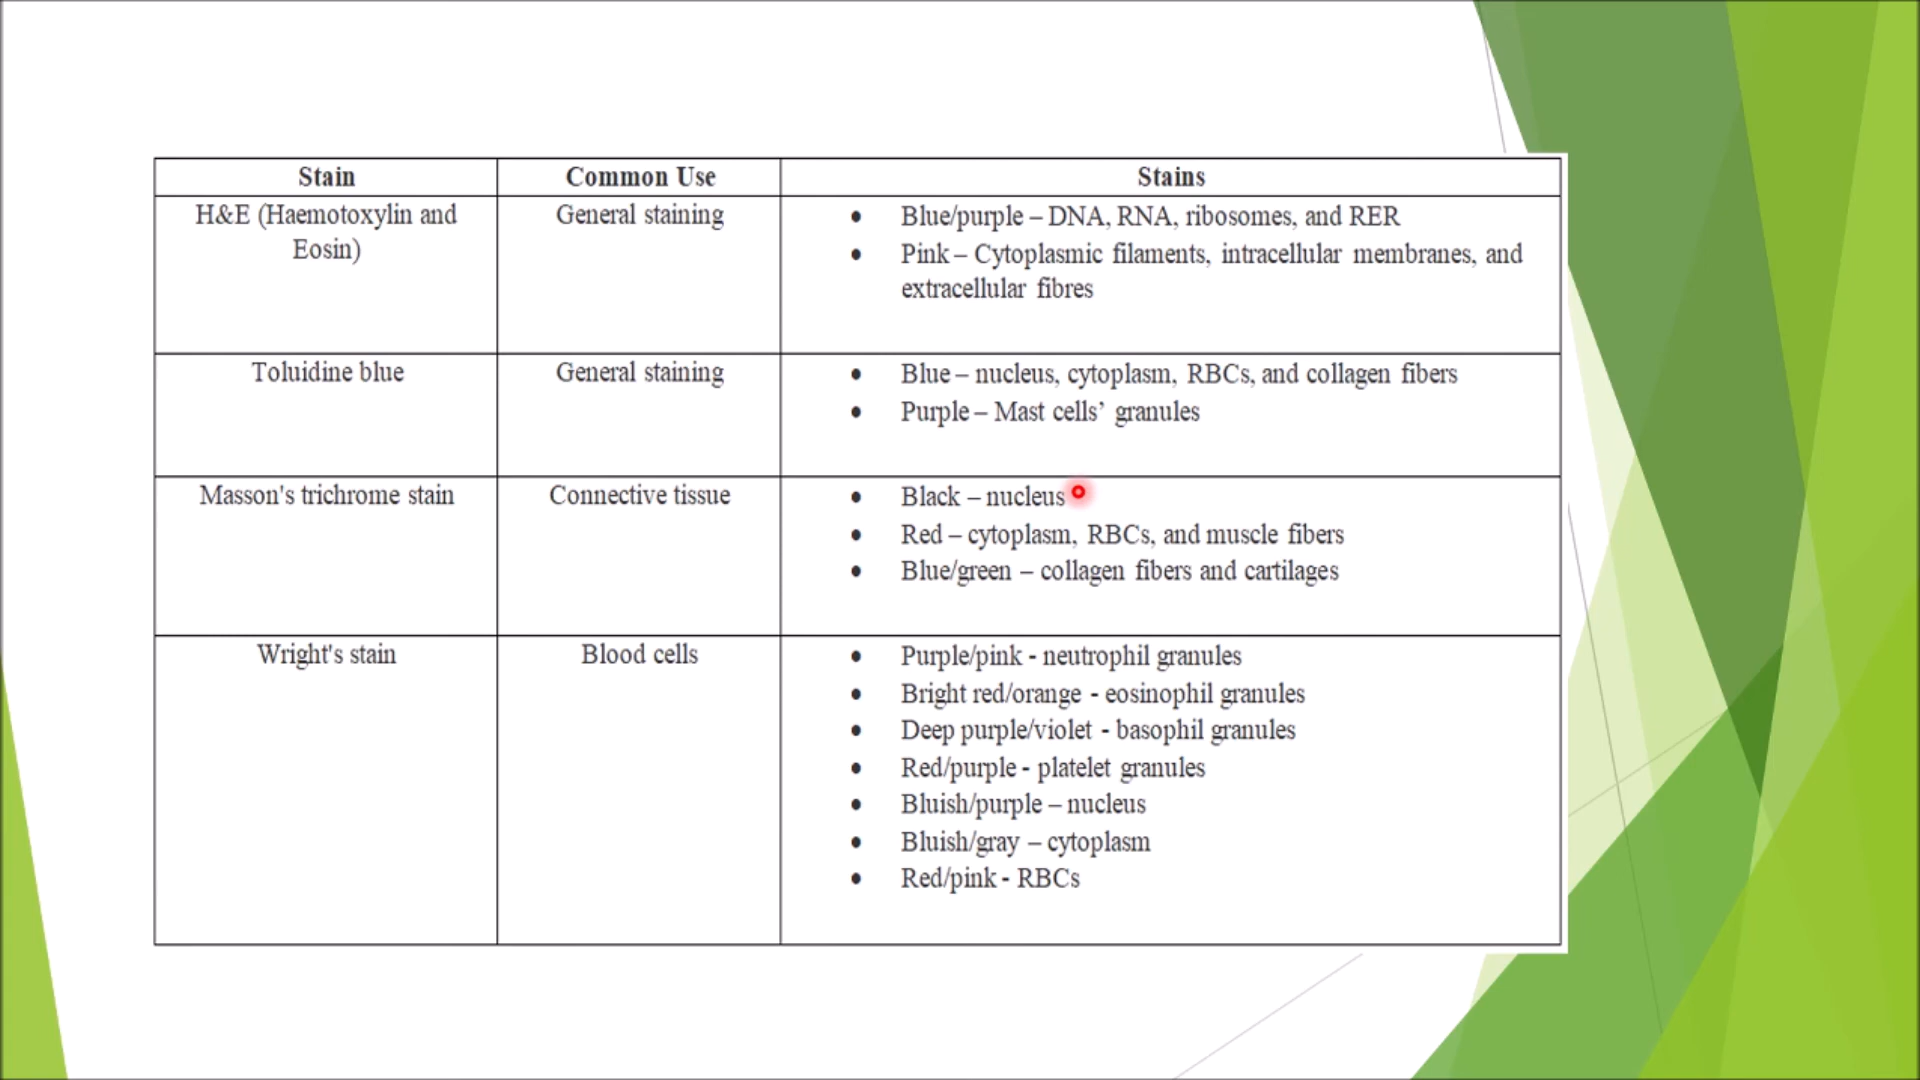 Stain Common Use Stains
H&E (Haemotoxylin and
Eosin)
General staining
• Blue/purple – DNA, RNA, ribosomes, and RER
• Pink – Cytoplasmic filaments, intracellular membranes, and
extracellular fibres
Toluidine blue
General staining
• Blue – nucleus, cytoplasm, RBCs, and collagen fibers
• Purple – Mast cells’ granules
Masson's trichrome stain
Connective tissue
• Black – nucleus
• Red – cytoplasm, RBCs, and muscle fibers
• Blue/green – collagen fibers and cartilages
Wright's stain
Blood cells
• Purple/pink - neutrophil granules
• Bright red/orange - eosinophil granules
• Deep purple/violet - basophil granules
• Red/purple - platelet granules
• Bluish/purple – nucleus
• Bluish/gray – cytoplasm
• Red/pink - RBCs